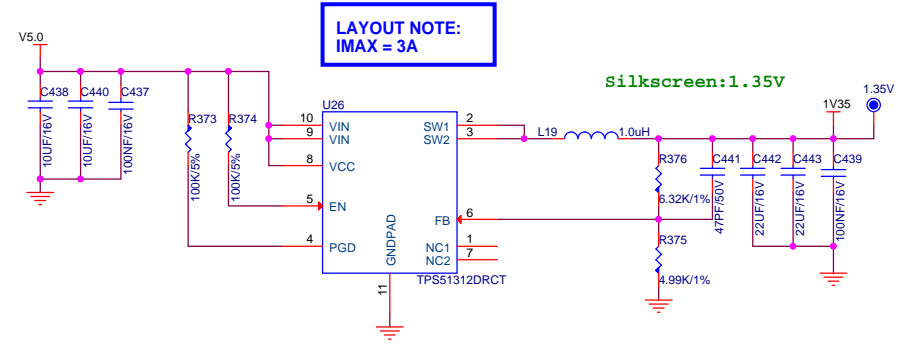 LAYOUT NOTE:
IMAX = 3A
V5.0
Silkscreen:1.35V
1.35V
1V35
C438
10UF/16V
C440
10UF/16V
C437
100NF/16V
R373
100K/5%
R374
100K/5%
U26
10 VIN
9 VIN
8 VCC
5 EN
4 PGD
GNDPAD
11
SW1 2
SW2 3
FB 6
NC1 1
NC2 7
TPS51312DRCT
L19
1.0uH
R376
6.32K/1%
R375
4.99K/1%
C441
47PF/50V
C442
22UF/16V
C443
22UF/16V
C439
100NF/16V